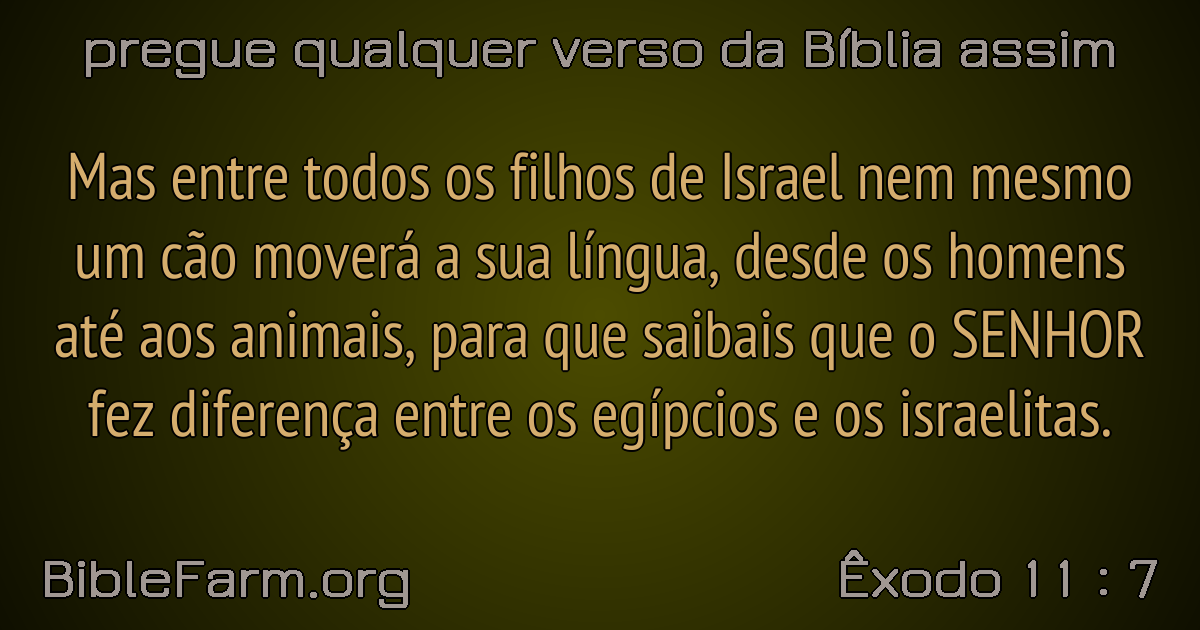 pregue qualquer verso da Bíblia assim
Mas entre todos os filhos de Israel nem mesmo
um cão moverá a sua língua, desde os homens
até aos animais, para que saibais que o SENHOR
fez diferença entre os egípcios e os israelitas.
BibleFarm.org
Êxodo 11 : 7